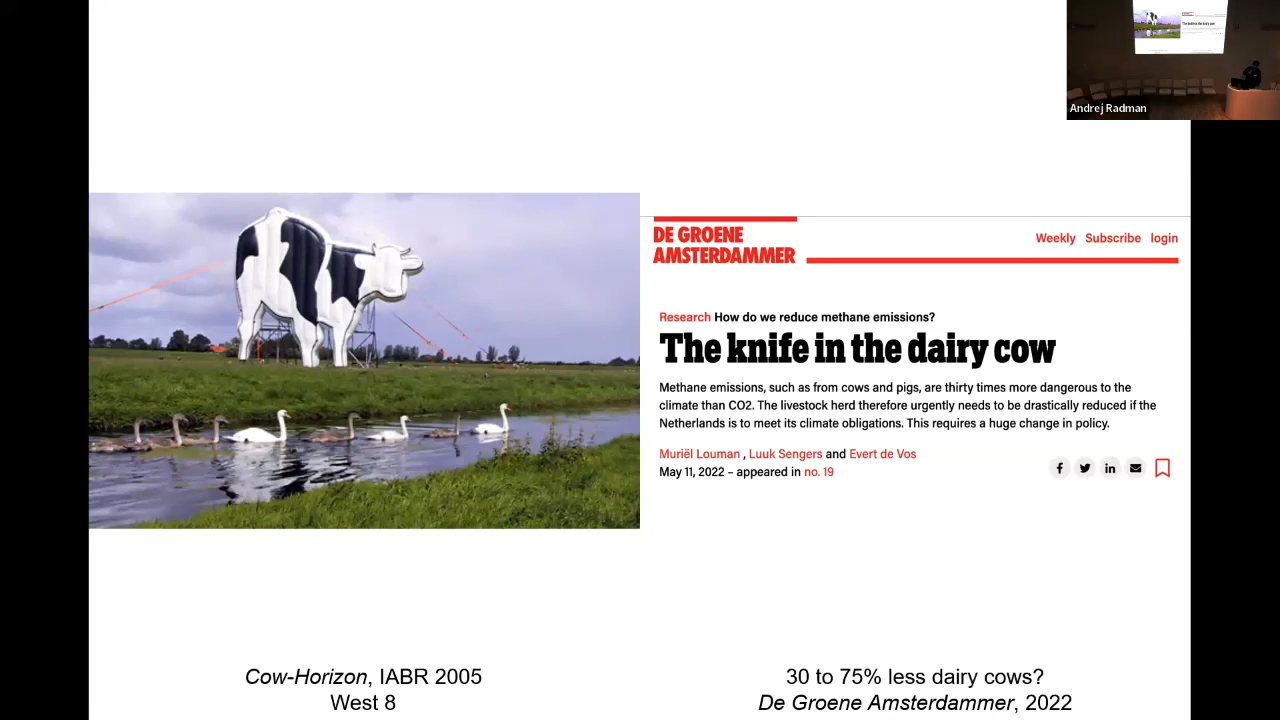 Andrej Radman
DE GROENE
AMSTERDAMMER
Weekly Subscribe login
Research How do we reduce methane emissions?
The knife in the dairy cow
Methane emissions, such as from cows and pigs, are thirty times more dangerous to the
climate than CO2. The livestock herd therefore urgently needs to be drastically reduced if the
Netherlands is to meet its climate obligations. This requires a huge change in policy.
Muriël Louman , Luuk Sengers and Evert de Vos
May 11, 2022 – appeared in no. 19
Cow-Horizon, IABR 2005
West 8
30 to 75% less dairy cows?
De Groene Amsterdammer, 2022